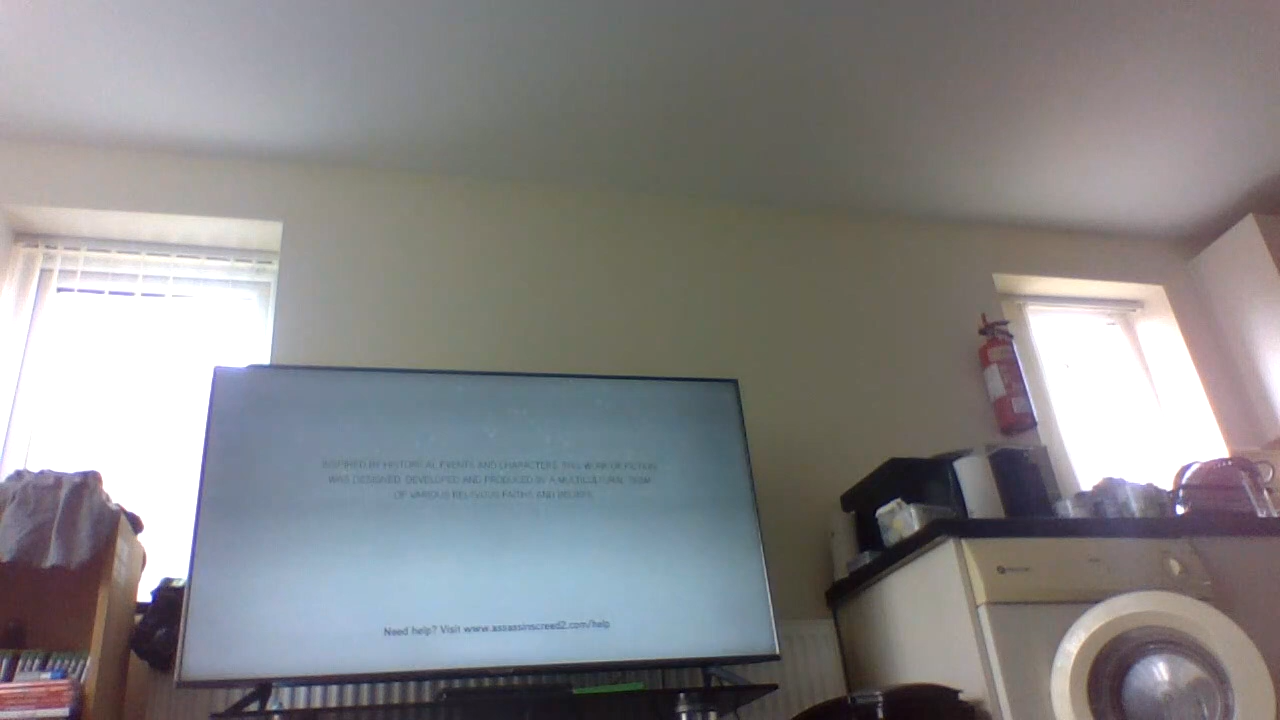 INSPIRED BY HISTORICAL EVENTS AND CHARACTERS. THIS WORK OF FICTION
WAS DESIGNED, DEVELOPED AND PRODUCED BY A MULTICULTURAL TEAM
OF VARIOUS RELIGIOUS FAITHS AND BELIEFS.
Need help? Visit www.assassinscreed2.com/help